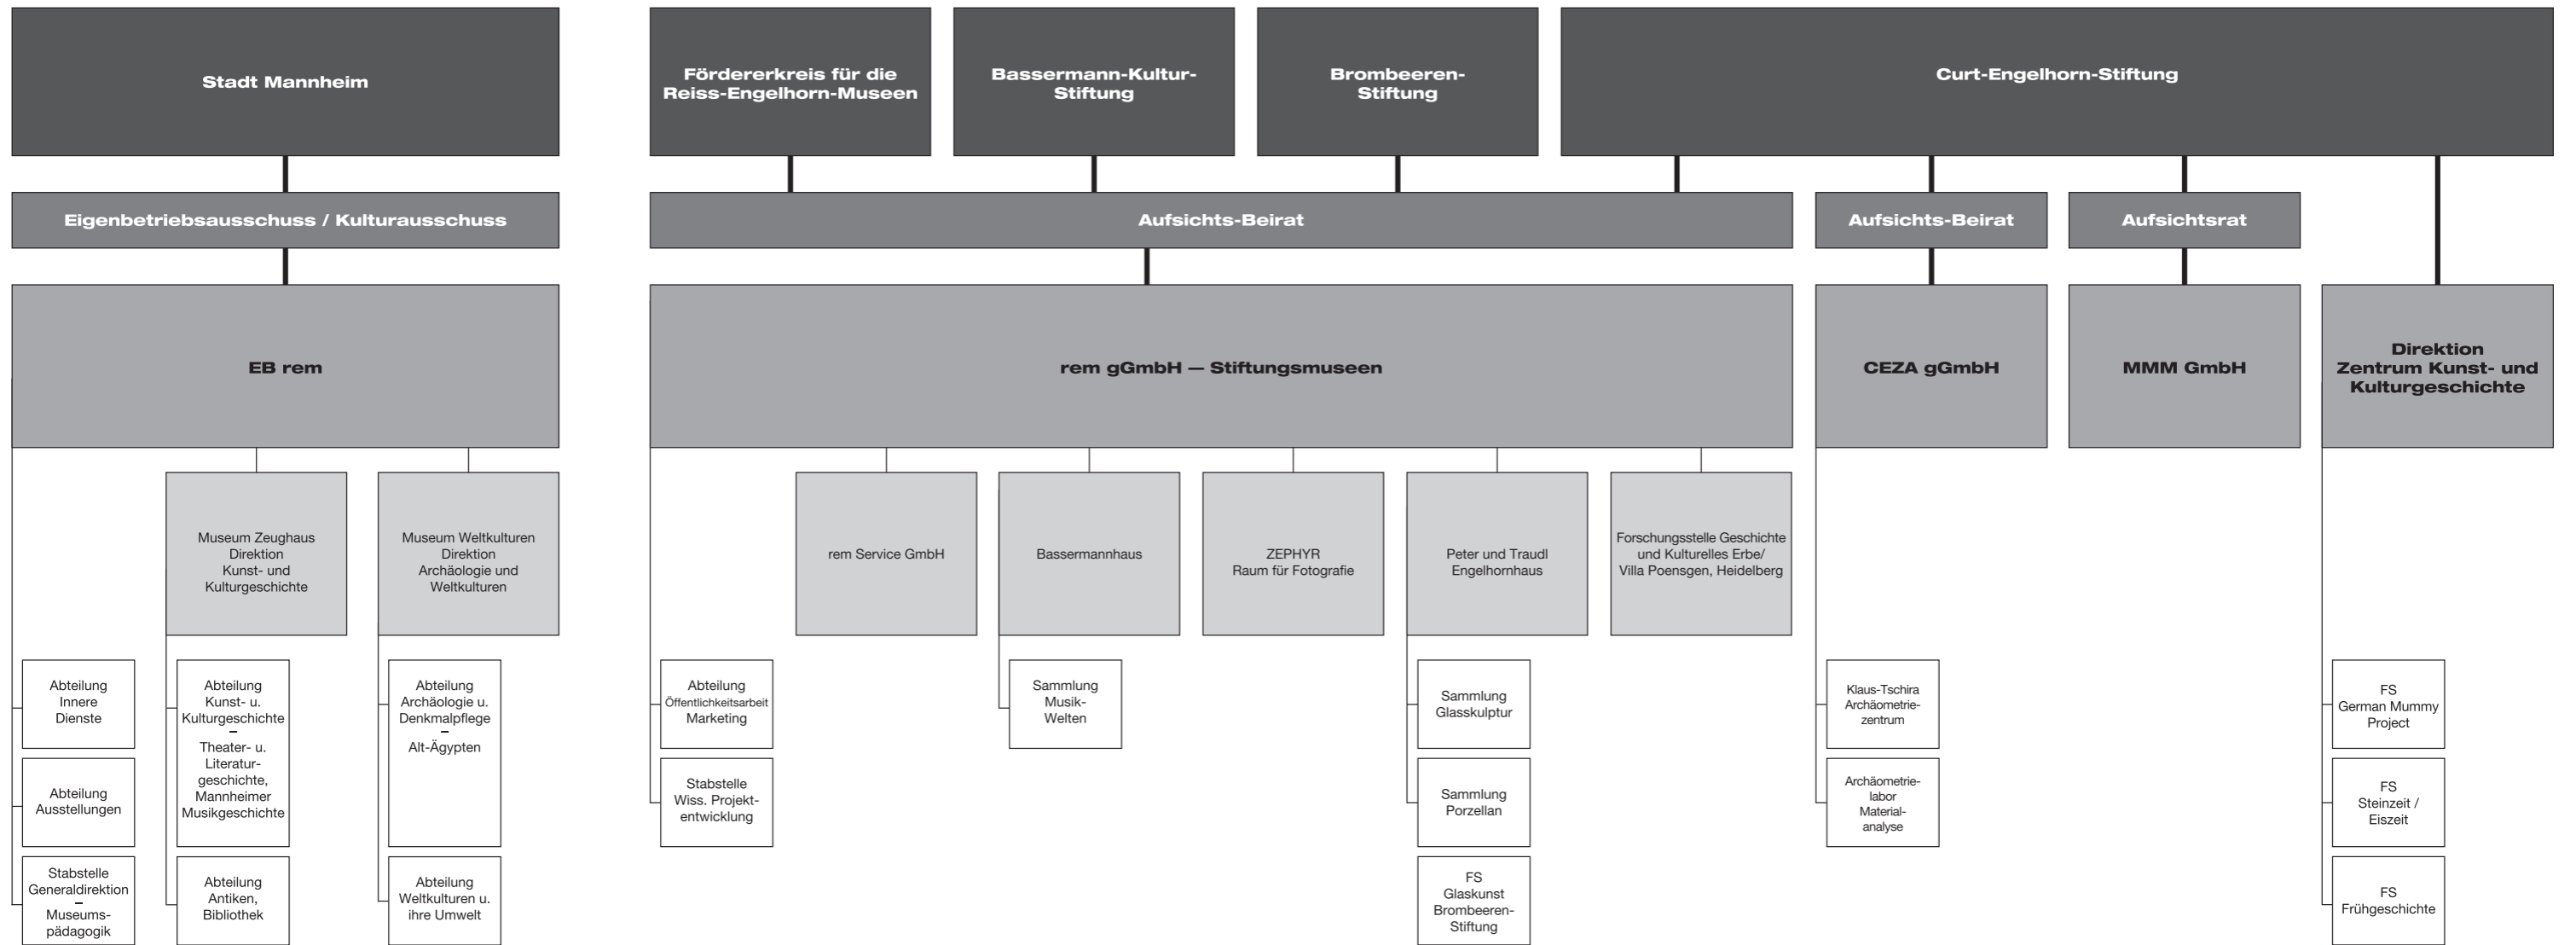 Stadt Mannheim
Fördererkreis für die
Reiss-Engelhorn-Museen
Bassermann-Kultur-
Stiftung
Brombeeren-
Stiftung
Curt-Engelhorn-Stiftung
Eigenbetriebsausschuss / Kulturausschuss
Aufsichts-Beirat
Aufsichts-Beirat
Aufsichtsrat
EB rem
rem gGmbH — Stiftungsmuseen
CEZA gGmbH
MMM GmbH
Direktion
Zentrum Kunst- und
Kulturgeschichte
Museum Zeughaus
Direktion
Kunst- und
Kulturgeschichte
Museum Weltkulturen
Direktion
Archäologie und
Weltkulturen
rem Service GmbH
Bassermannhaus
ZEPHYR
Raum für Fotografie
Peter und Traudl
Engelhornhaus
Forschungsstelle Geschichte
und Kulturelles Erbe/
Villa Poensgen, Heidelberg
Abteilung
Innere
Dienste
Abteilung
Ausstellungen
Stabstelle
Generaldirektion
–
Museums-
pädagogik
Abteilung
Kunst- u.
Kulturgeschichte
–
Theater- u.
Literatur-
geschichte,
Mannheimer
Musikgeschichte
Abteilung
Antiken,
Bibliothek
Abteilung
Archäologie u.
Denkmalpflege
–
Alt-Ägypten
Abteilung
Weltkulturen u.
ihre Umwelt
Abteilung
Öffentlichkeitsarbeit
Marketing
Stabstelle
Wiss. Projekt-
entwicklung
Sammlung
Musik-
Welten
Sammlung
Glasskulptur
Sammlung
Porzellan
FS
Glaskunst
Brombeeren-
Stiftung
Klaus-Tschira
Archäometrie-
zentrum
Archäometrie-
labor
Material-
analyse
FS
German Mummy
Project
FS
Steinzeit /
Eiszeit
FS
Frühgeschichte